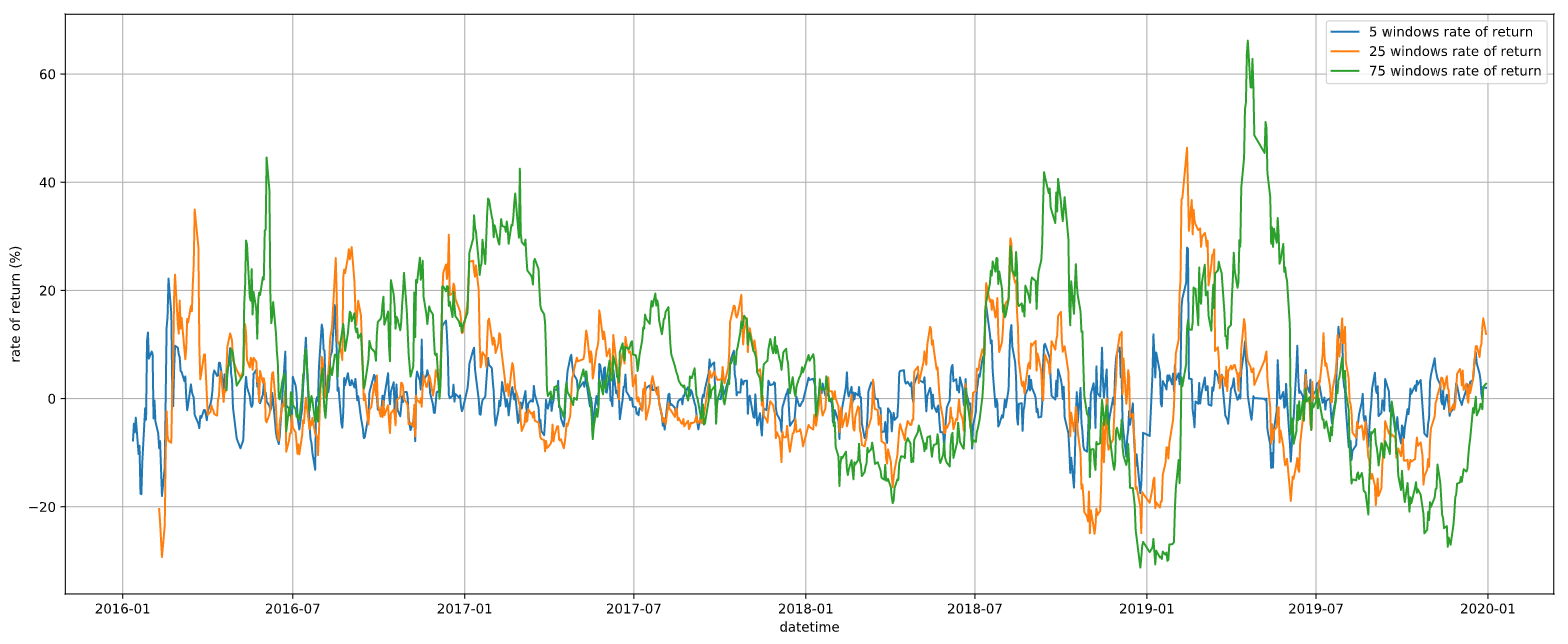 5 windows rate of return
25 windows rate of return
75 windows rate of return
rate of return (%)
60
40
20
0
−20
2016-01 2016-07 2017-01 2017-07 2018-01 2018-07 2019-01 2019-07 2020-01
datetime